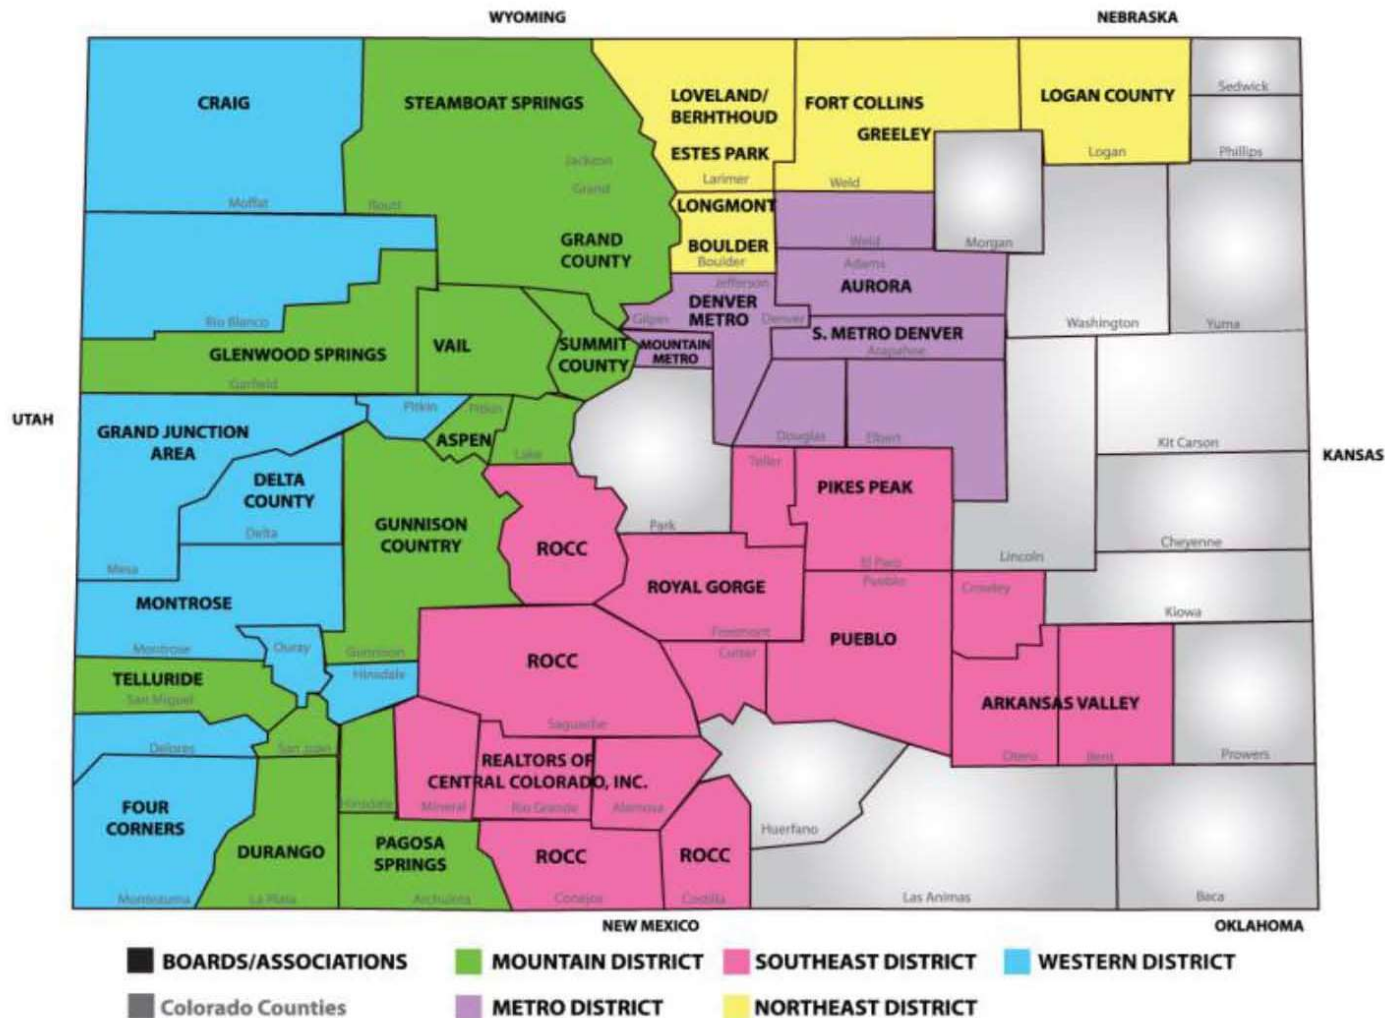 WYOMING
NEBRASKA
CRAIG
STEAMBOAT SPRINGS
LOVELAND/
BERHTHOUD
FORT COLLINS
GREELEY
LOGAN COUNTY
Sedwick
ESTES PARK
Jackson
Larimer
Grand
Weld
Logan
Phillips
Moffat
Routt
LONGMONT
GRAND
COUNTY
BOULDER
Boulder
Weld
Morgan
Adams
Jefferson
AURORA
DENVER
METRO
Gilpin
Denver
Rio Blanco
Washington
Yuma
GLENWOOD SPRINGS
VAIL
SUMMIT
COUNTY
MOUNTAIN
METRO
S. METRO DENVER
Arapahoe
Garfield
UTAH
Pitkin
Pitkin
GRAND JUNCTION
AREA
ASPEN
Lake
Douglas
Elbert
Kit Carson
KANSAS
DELTA
COUNTY
Teller
PIKES PEAK
GUNNISON
COUNTRY
Delta
Park
ROCC
Lincoln
Cheyenne
Mesa
El Paso
Pueblo
MONTROSE
ROYAL GORGE
Crowley
Kiowa
Fremont
PUEBLO
Montrose
Ouray
Gunnison
Custer
ROCC
Hinsdale
TELLURIDE
San Miguel
ARKANSAS VALLEY
Saguache
Delores
San Juan
Otero
Bent
Prowers
REALTORS OF
CENTRAL COLORADO, INC.
FOUR
CORNERS
Hinsdale
Mineral
Rio Grande
Alamosa
Huerfano
DURANGO
PAGOSA
SPRINGS
ROCC
ROCC
Montezuma
La Plata
Archuleta
Conejos
Costilla
Las Animas
Baca
NEW MEXICO
OKLAHOMA
BOARDS/ASSOCIATIONS
MOUNTAIN DISTRICT
SOUTHEAST DISTRICT
WESTERN DISTRICT
Colorado Counties
METRO DISTRICT
NORTHEAST DISTRICT